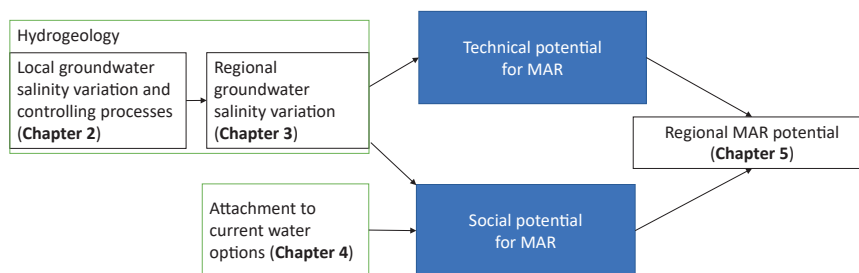 Hydrogeology
Local groundwater
salinity variation and
controlling processes
(Chapter 2)
Regional
groundwater
salinity variation
(Chapter 3)
Technical potential
for MAR
Regional MAR potential
(Chapter 5)
Attachment to
current water
options (Chapter 4)
Social potential
for MAR